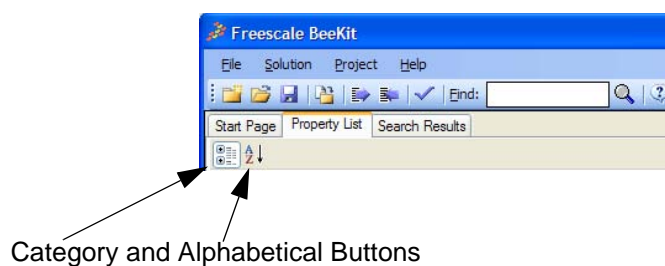 Freescale BeeKit
File Solution Project Help
Find:
Start Page Property List Search Results
A
Z
Category and Alphabetical Buttons